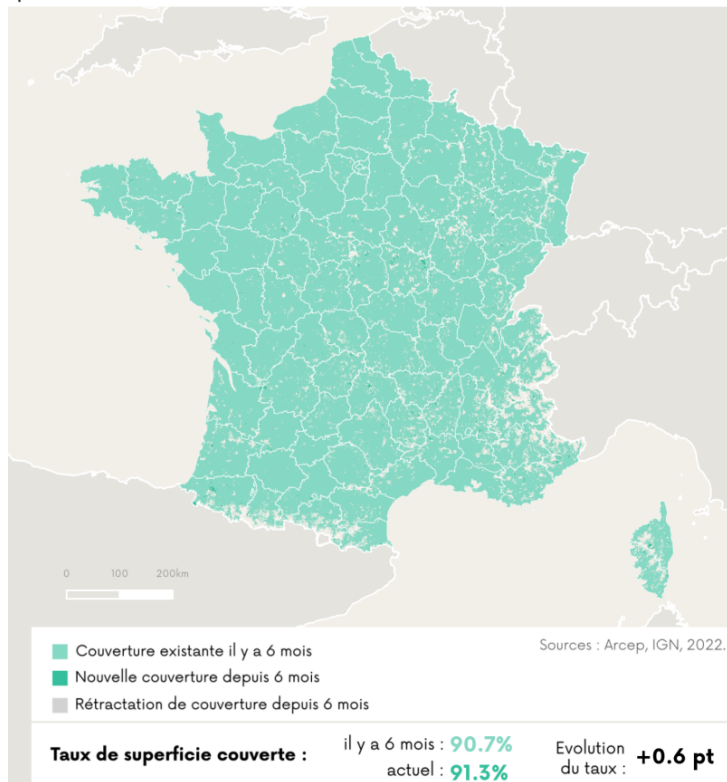 0 100 200km
Couverture existante il y a 6 mois
Sources : Arcep, IGN, 2022.
Nouvelle couverture depuis 6 mois
Rétractation de couverture depuis 6 mois
Taux de superficie couverte :
il y a 6 mois : 90.7%
actuel : 91.3%
Evolution
du taux : +0.6 pt